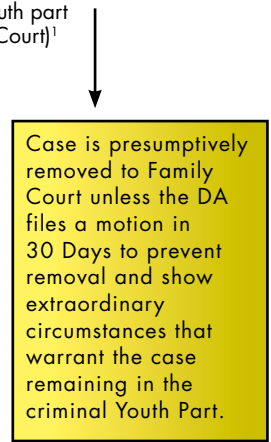 uth part
Court)¹
Case is presumptively
removed to Family
Court unless the DA
files a motion in
30 Days to prevent
removal and show
extraordinary
circumstances that
warrant the case
remaining in the
criminal Youth Part.